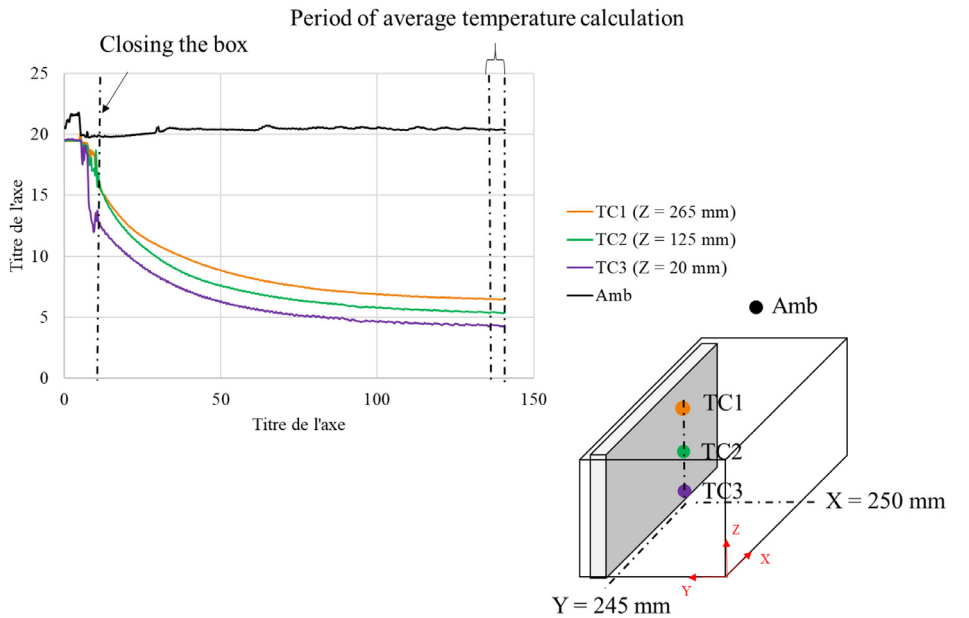 Period of average temperature calculation
Closing the box
25
20
15
10
5
0
Titre de l'axe
0
50
100
150
Titre de l'axe
TC1 (Z = 265 mm)
TC2 (Z = 125 mm)
TC3 (Z = 20 mm)
Amb
Amb
TC1
TC2
TC3
X = 250 mm
Z
X
Y
Y = 245 mm